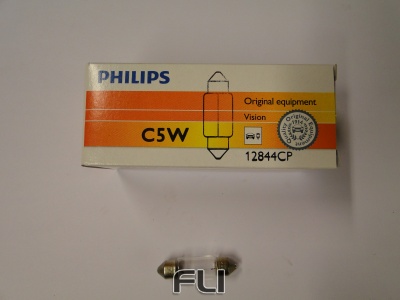 PHILIPS
Original equipment
Vision
C5W
12844CP
FLI